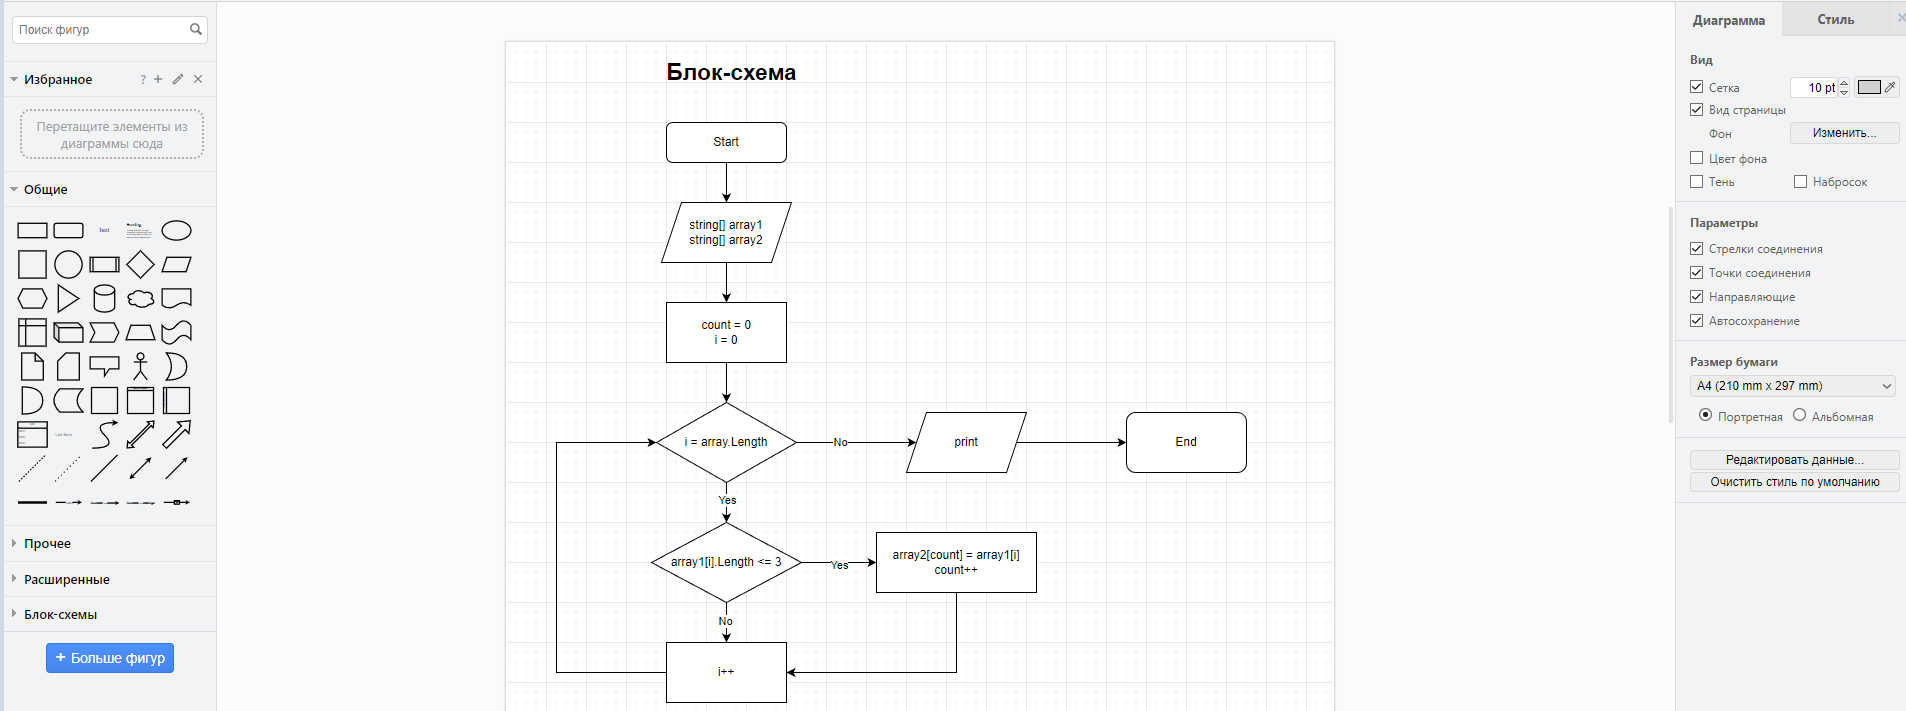 Поиск фигур
Избранное
?
Перетащите элементы из
диаграммы сюда
Общие
Text
Heading
List Item
Прочее
Расширенные
Блок-схемы
+ Больше фигур
Блок-схема
Start
string[] array1
string[] array2
count = 0
i = 0
i = array.Length
No
print
End
Yes
array1[i].Length <= 3
Yes
array2[count] = array1[i]
count++
No
i++
Диаграмма
Стиль
Вид
Сетка
10 pt
Вид страницы
Фон
Изменить...
Цвет фона
Тень
Набросок
Параметры
Стрелки соединения
Точки соединения
Направляющие
Автосохранение
Размер бумаги
A4 (210 mm x 297 mm)
Портретная
Альбомная
Редактировать данные...
Очистить стиль по умолчанию